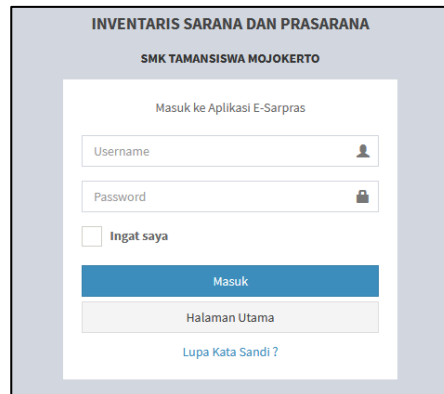 INVENTARIS SARANA DAN PRASARANA
SMK TAMANSISWA MOJOKERTO
Masuk ke Aplikasi E-Sarpras
Username
Password
Ingat saya
Masuk
Halaman Utama
Lupa Kata Sandi ?